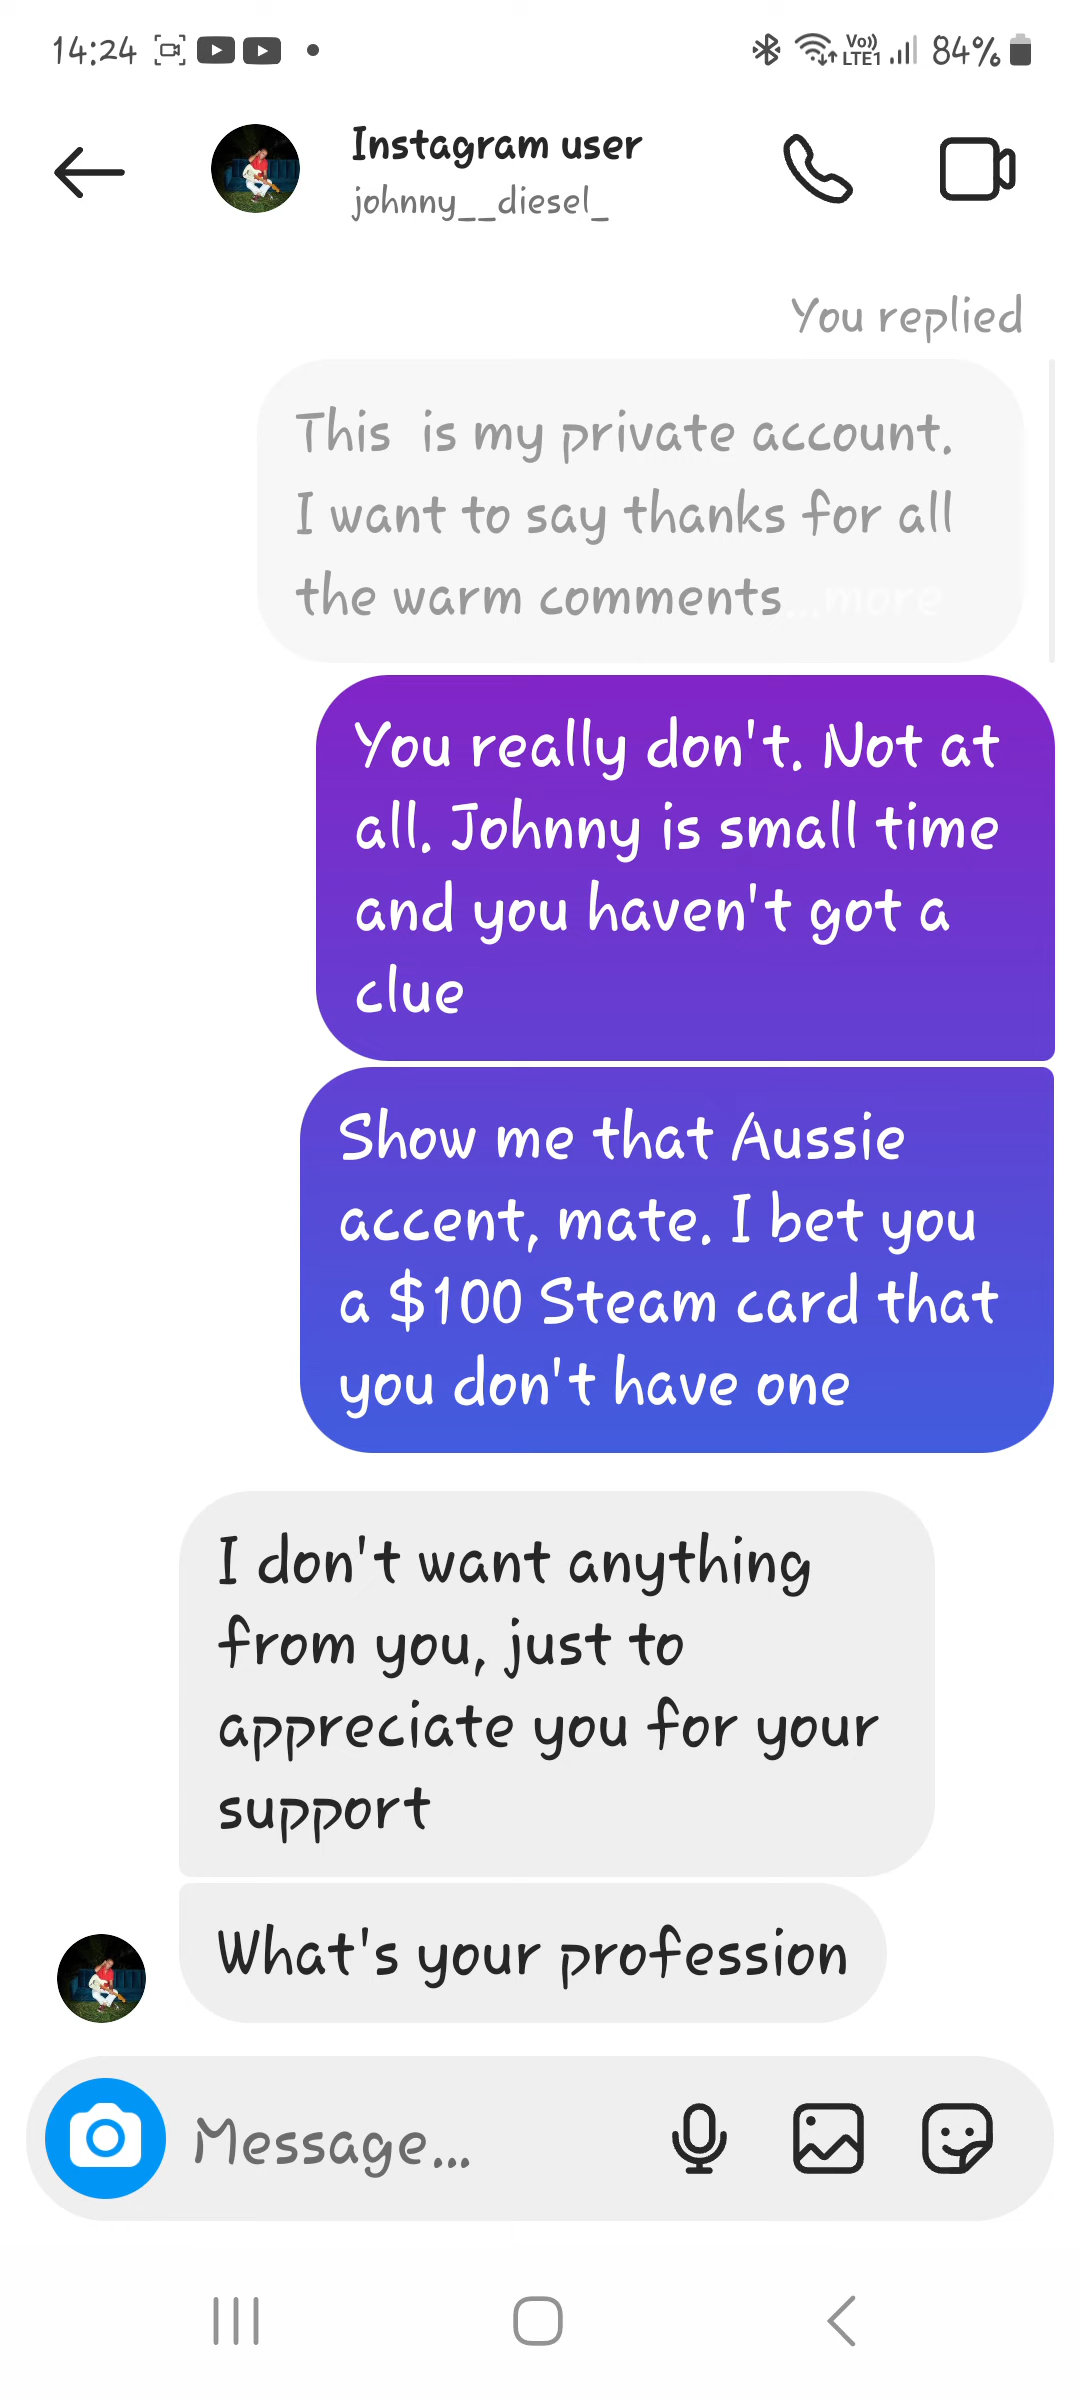 14:24
Vo))
LTE1
84%
Instagram user
johnny__diesel_
You replied
This  is my private account.
I want to say thanks for all
the warm comments...more
You really don't. Not at
all. Johnny is small time
and you haven't got a
clue
Show me that Aussie
accent, mate. I bet you
a $100 Steam card that
you don't have one
I don't want anything
from you, just to
appreciate you for your
support
What's your profession
Message...